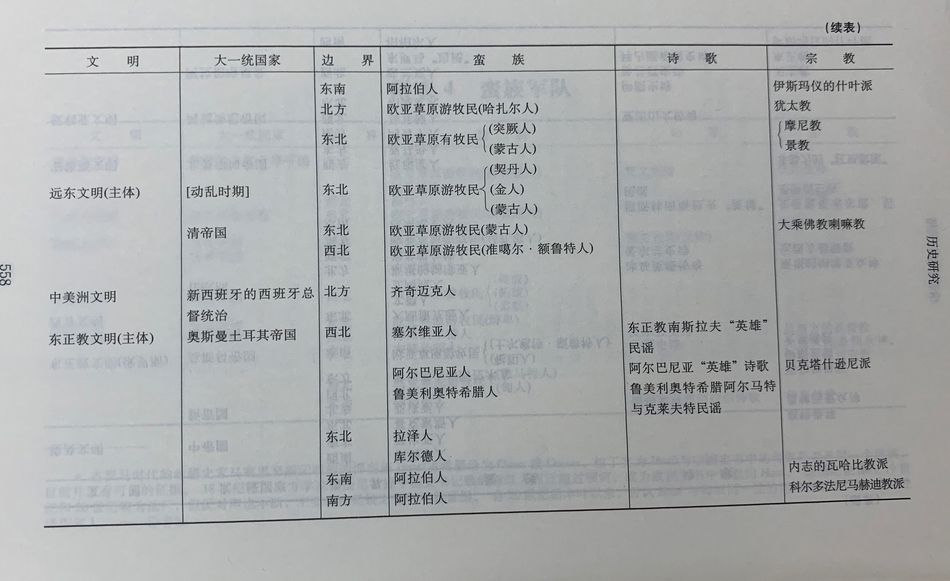 (续表)
文　明　大一统国家　边　界　蛮　族　诗　歌　宗　教
东南　阿拉伯人　伊斯玛仪的什叶派
北方　欧亚草原游牧民(哈扎尔人)　犹太教
东北　欧亚草原有牧民{(突厥人)　{摩尼教
(蒙古人)　景教
(契丹人)
远东文明(主体)　[动乱时期]　东北　欧亚草原游牧民{(金人)
(蒙古人)
清帝国　东北　欧亚草原游牧民(蒙古人)　大乘佛教喇嘛教
西北　欧亚草原游牧民(准噶尔·额鲁特人)
中美洲文明　新西班牙的西班牙总　北方　齐奇迈克人
督统治
东正教文明(主体)　奥斯曼土耳其帝国　西北　塞尔维亚人　东正教南斯拉夫“英雄”
民谣
阿尔巴尼亚人　阿尔巴尼亚“英雄”诗歌　贝克塔什逊尼派
鲁美利奥特希腊人　鲁美利奥特希腊阿尔马特
与克莱夫特民谣
东北　拉泽人
库尔德人
东南　阿拉伯人　内志的瓦哈比教派
南方　阿拉伯人　科尔多法尼马赫迪教派
558
历史研究